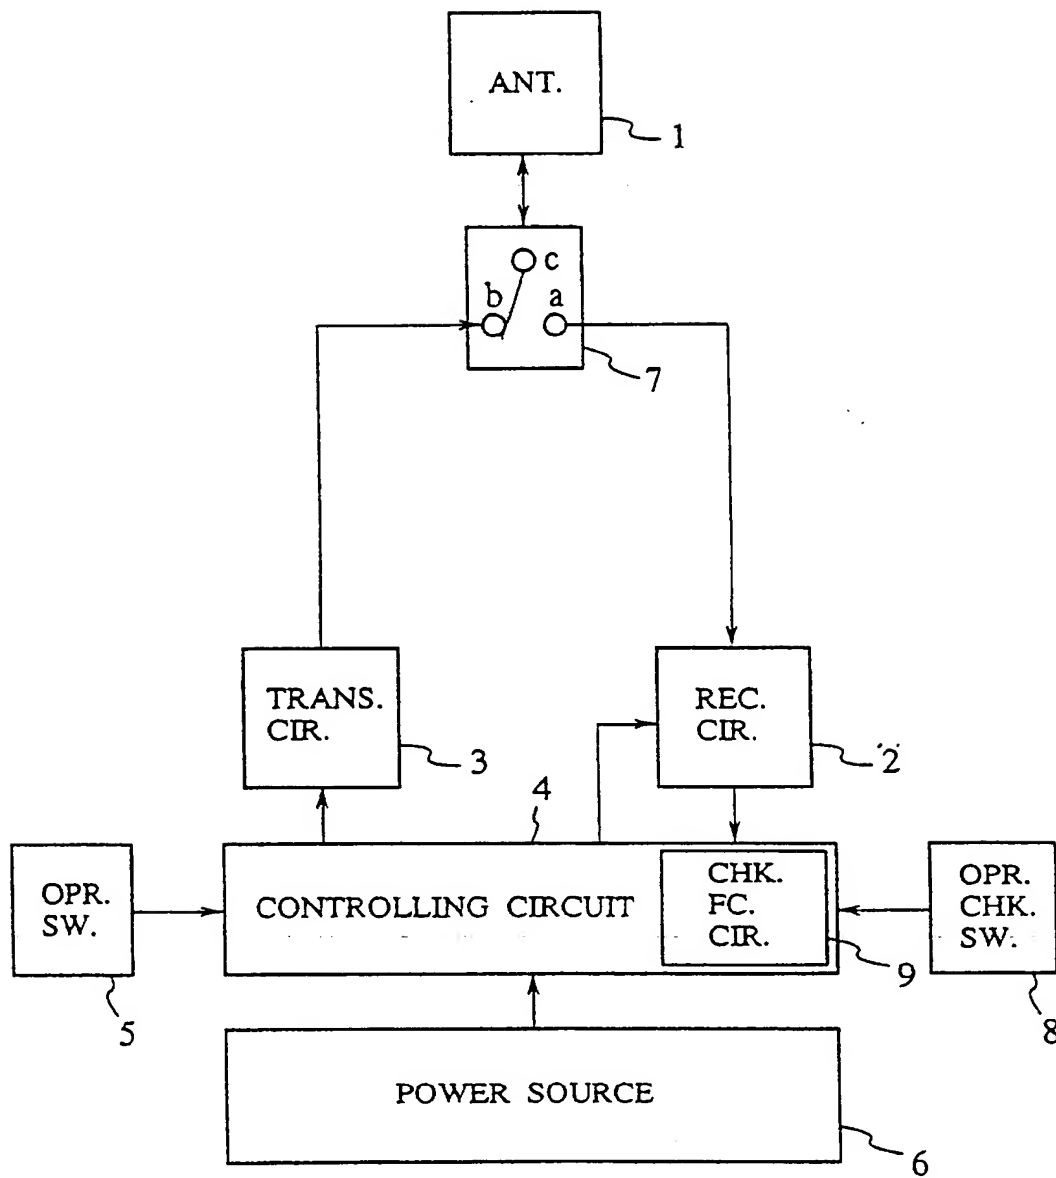 ANT.
1
c
b
a
7
TRANS.
CIR.
3
REC.
CIR.
2
4
OPR.
SW.
5
CONTROLLING CIRCUIT
CHK.
FC.
CIR.
9
OPR.
CHK.
SW.
8
POWER SOURCE
6